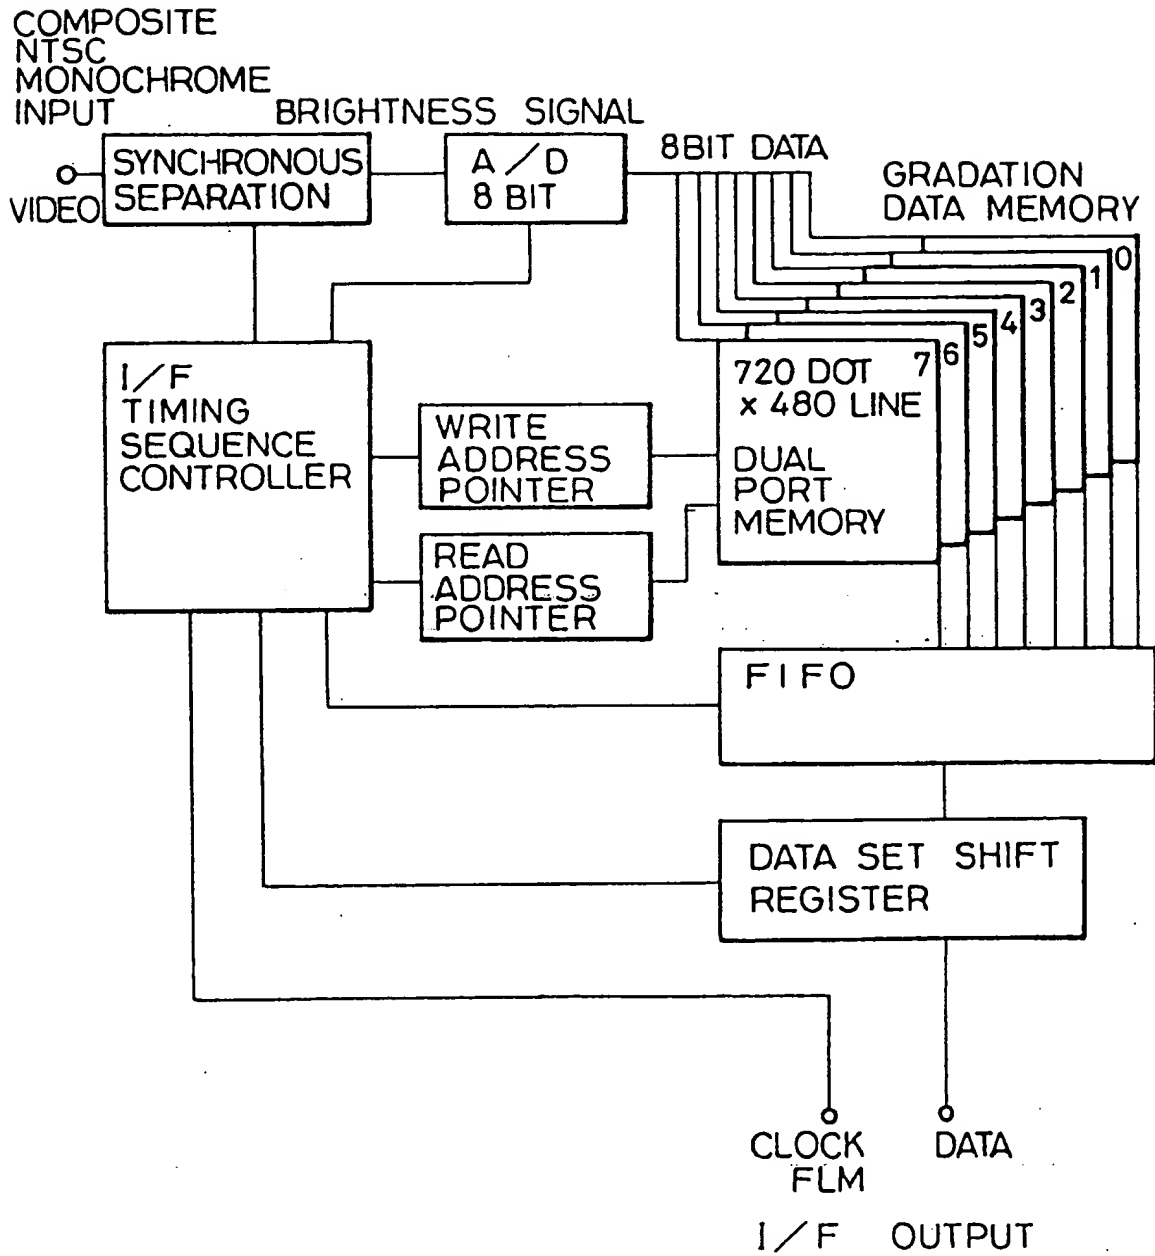 COMPOSITE
NTSC
MONOCHROME
INPUT
BRIGHTNESS SIGNAL
VIDEO
SYNCHRONOUS
SEPARATION
A/D
8 BIT
8BIT DATA
GRADATION
DATA MEMORY
0
1
2
3
4
5
6
7
720 DOT
x 480 LINE
DUAL
PORT
MEMORY
I/F
TIMING
SEQUENCE
CONTROLLER
WRITE
ADDRESS
POINTER
READ
ADDRESS
POINTER
FIFO
DATA SET SHIFT
REGISTER
CLOCK
FLM
DATA
I/F OUTPUT